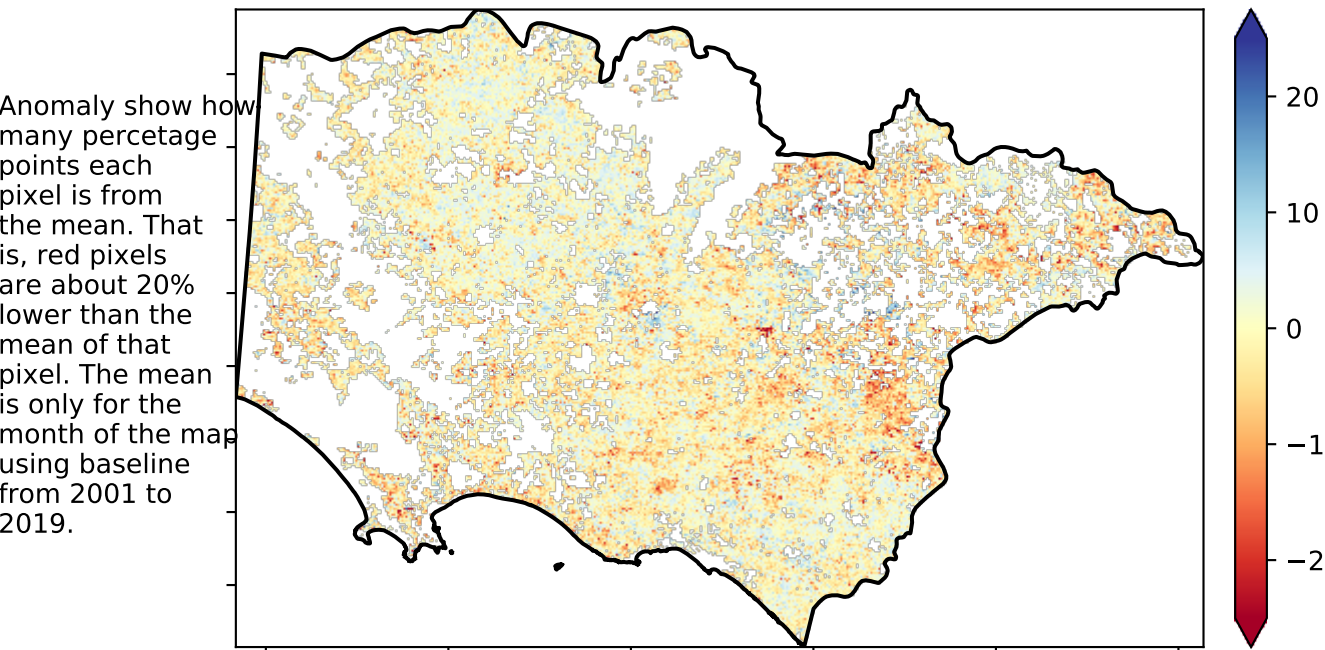 Anomaly show how
many percetage
points each
pixel is from
the mean. That
is, red pixels
are about 20%
lower than the
mean of that
pixel. The mean
is only for the
month of the map
using baseline
from 2001 to
2019.
20
10
0
−1
−2